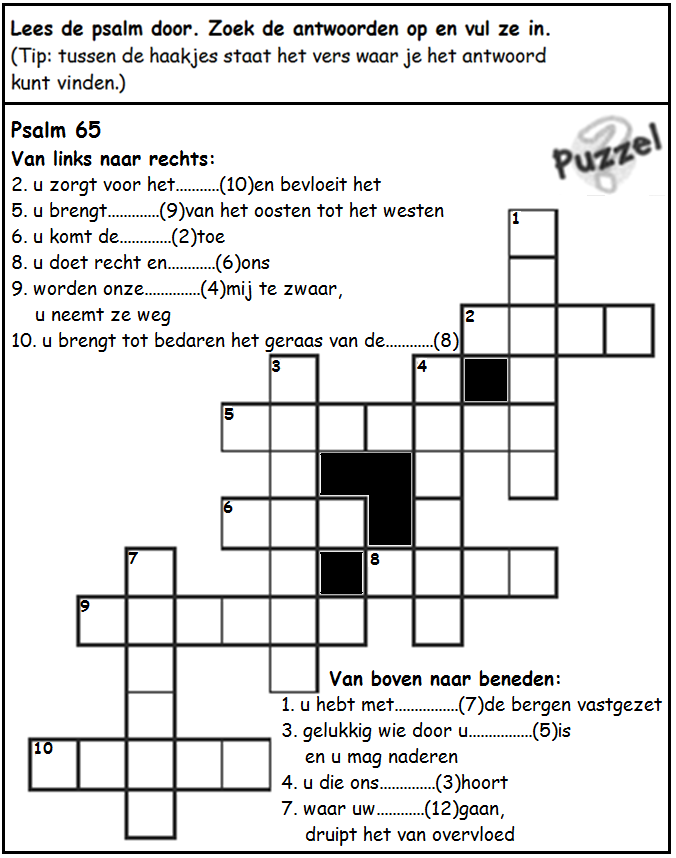 Lees de psalm door. Zoek de antwoorden op en vul ze in.
(Tip: tussen de haakjes staat het vers waar je het antwoord
kunt vinden.)
Psalm 65
Puzzel
?
Van links naar rechts:
2. u zorgt voor het...........(10)en bevloeit het
5. u brengt.............(9)van het oosten tot het westen
6. u komt de.............(2)toe
8. u doet recht en............(6)ons
9. worden onze..............(4)mij te zwaar,
u neemt ze weg
10. u brengt tot bedaren het geraas van de............(8)
1
2
3
4
5
6
7
8
9
10
Van boven naar beneden:
1. u hebt met................(7)de bergen vastgezet
3. gelukkig wie door u................(5)is
en u mag naderen
4. u die ons..............(3)hoort
7. waar uw............(12)gaan,
druipt het van overvloed